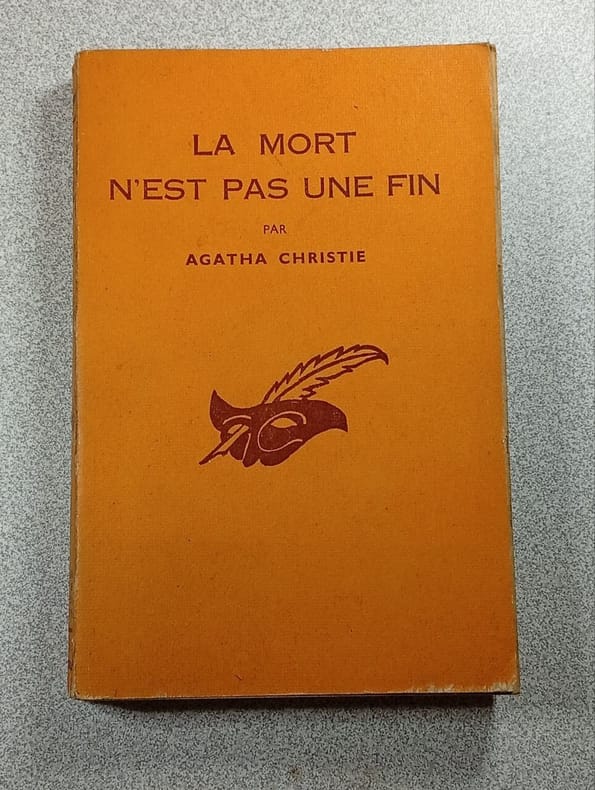 LA MORT
N'EST PAS UNE FIN
PAR
AGATHA CHRISTIE